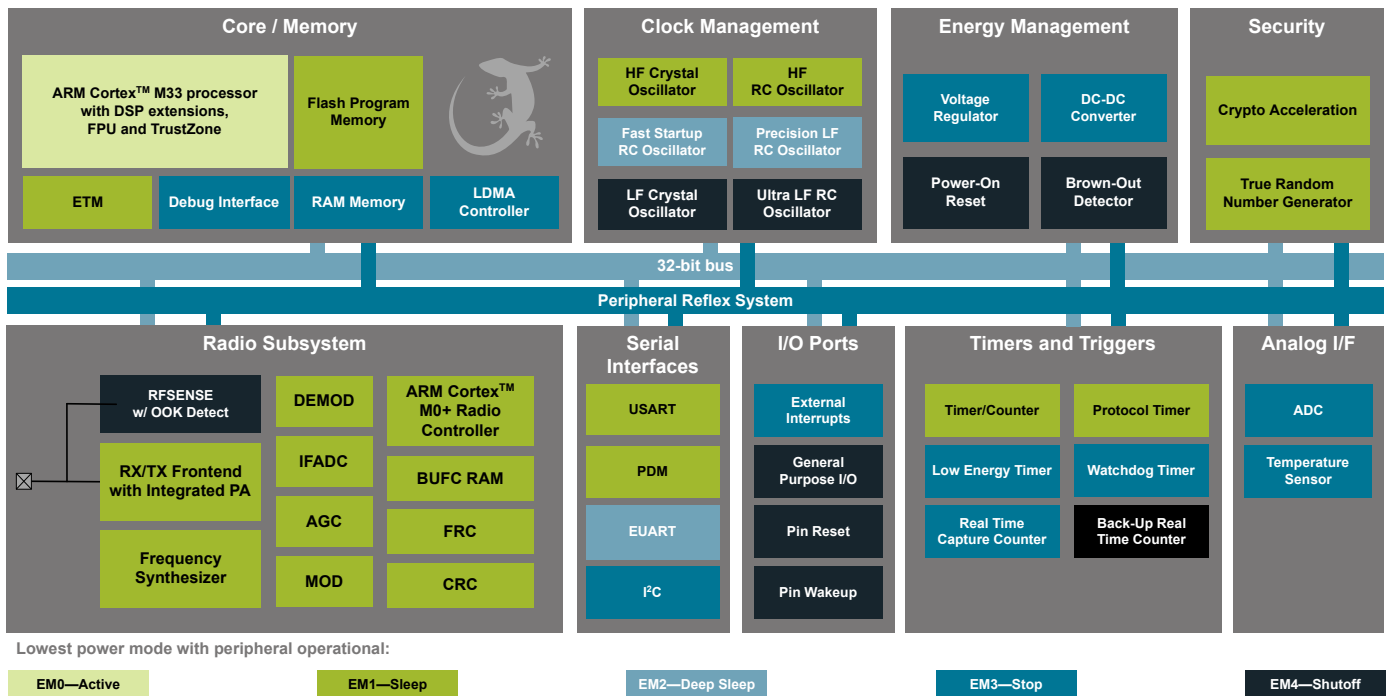 Core / Memory
ARM Cortex™ M33 processor
with DSP extensions,
FPU and TrustZone
Flash Program
Memory
ETM
Debug Interface
RAM Memory
LDMA
Controller
Clock Management
HF Crystal
Oscillator
HF
RC Oscillator
Fast Startup
RC Oscillator
Precision LF
RC Oscillator
LF Crystal
Oscillator
Ultra LF RC
Oscillator
Energy Management
Voltage
Regulator
DC-DC
Converter
Power-On
Reset
Brown-Out
Detector
Security
Crypto Acceleration
True Random
Number Generator
32-bit bus
Peripheral Reflex System
Radio Subsystem
RFSENSE
w/ OOK Detect
RX/TX Frontend
with Integrated PA
Frequency
Synthesizer
DEMOD
IFADC
AGC
MOD
ARM Cortex™
M0+ Radio
Controller
BUFC RAM
FRC
CRC
Serial
Interfaces
USART
PDM
EUART
I²C
I/O Ports
External
Interrupts
General
Purpose I/O
Pin Reset
Pin Wakeup
Timers and Triggers
Timer/Counter
Protocol Timer
Low Energy Timer
Watchdog Timer
Real Time
Capture Counter
Back-Up Real
Time Counter
Analog I/F
ADC
Temperature
Sensor
Lowest power mode with peripheral operational:
EM0—Active
EM1—Sleep
EM2—Deep Sleep
EM3—Stop
EM4—Shutoff